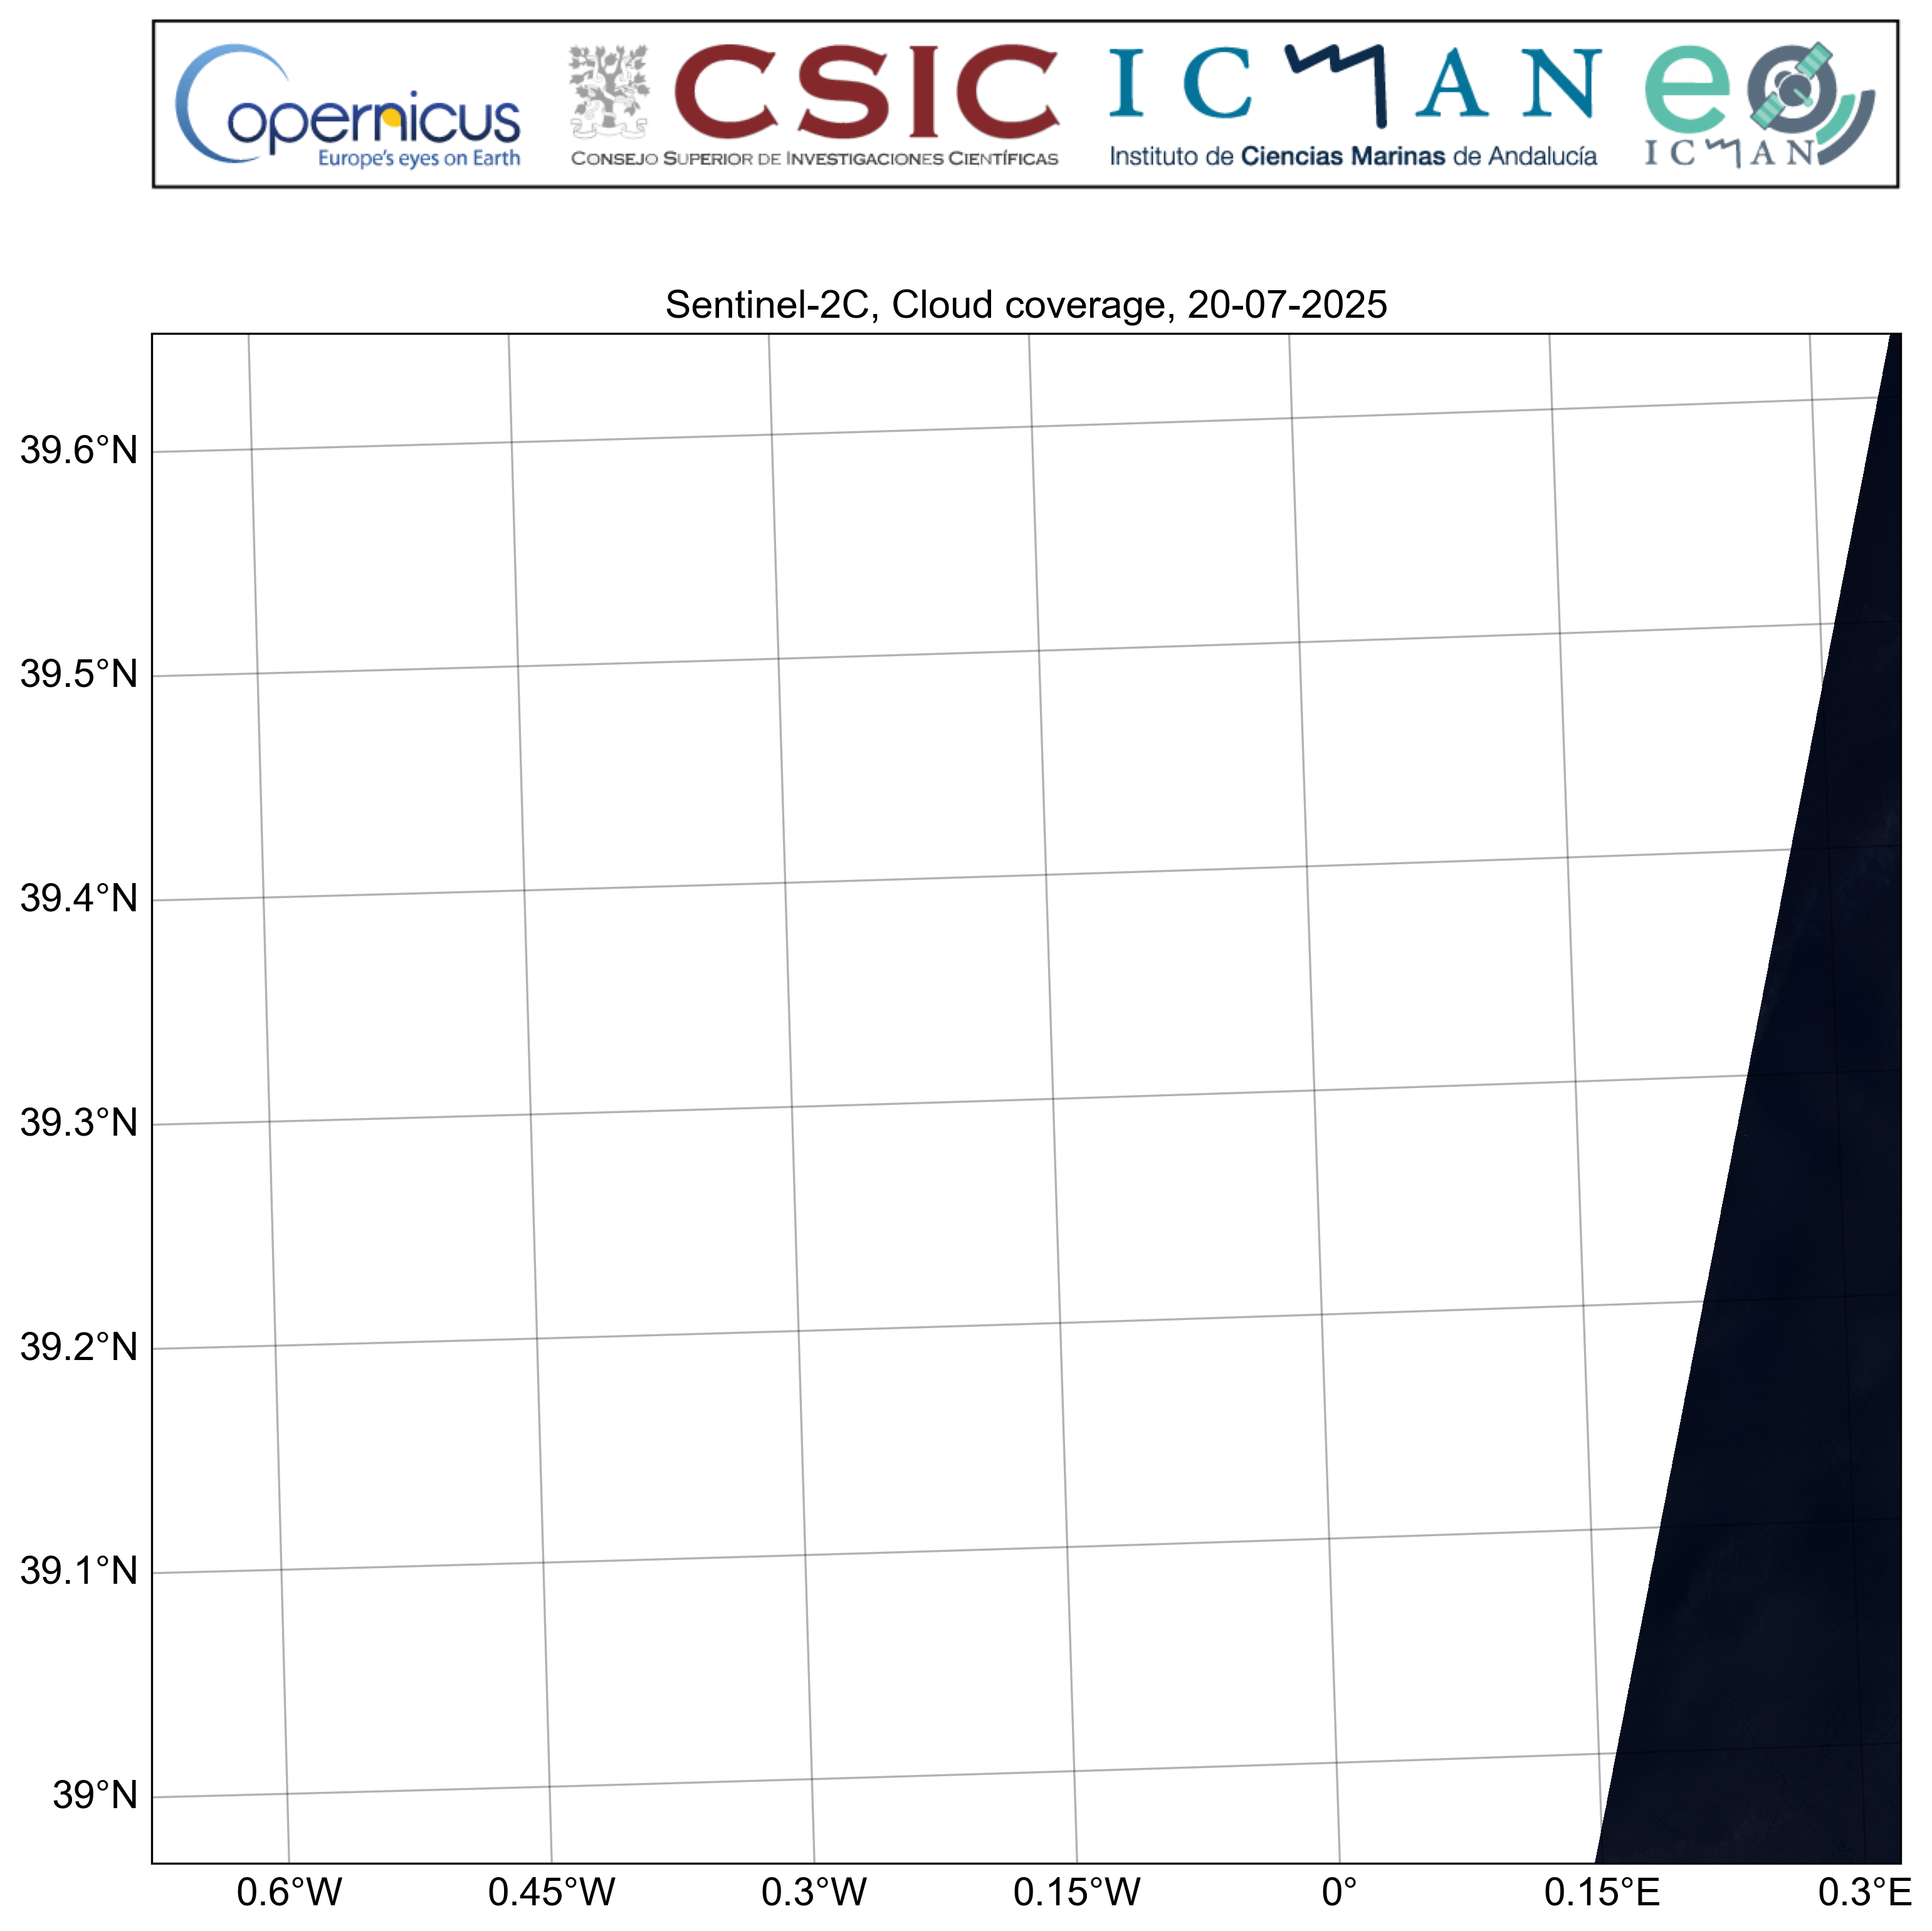 Copernicus
Europe's eyes on Earth
CSIC
CONSEJO SUPERIOR DE INVESTIGACIONES CIENTÍFICAS
ICMAN
Instituto de Ciencias Marinas de Andalucía
eo
ICMAN
Sentinel-2C, Cloud coverage, 20-07-2025
39.6°N
39.5°N
39.4°N
39.3°N
39.2°N
39.1°N
39°N
0.6°W 0.45°W 0.3°W 0.15°W 0° 0.15°E 0.3°E